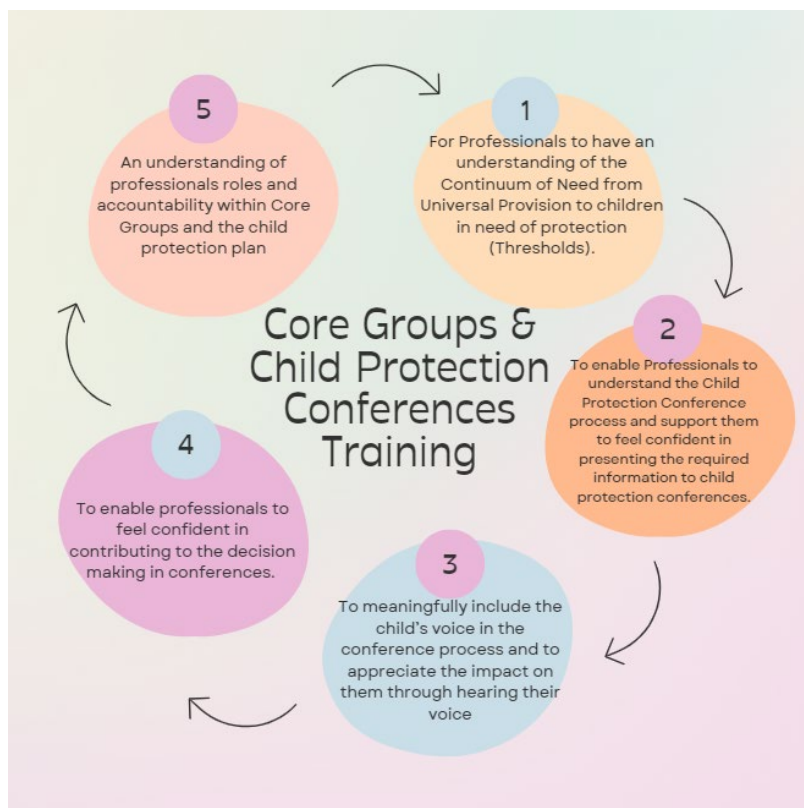 Core Groups &
Child Protection
Conferences
Training
1
For Professionals to have an
understanding of the
Continuum of Need from
Universal Provision to children
in need of protection
(Thresholds).
2
To enable Professionals to
understand the Child
Protection Conference
process and support them
to feel confident in
presenting the required
information to child
protection conferences.
3
To meaningfully include the
child's voice in the
conference process and to
appreciate the impact on
them through hearing their
voice
4
To enable professionals to
feel confident in
contributing to the decision
making in conferences.
5
An understanding of
professionals roles and
accountability within Core
Groups and the child
protection plan